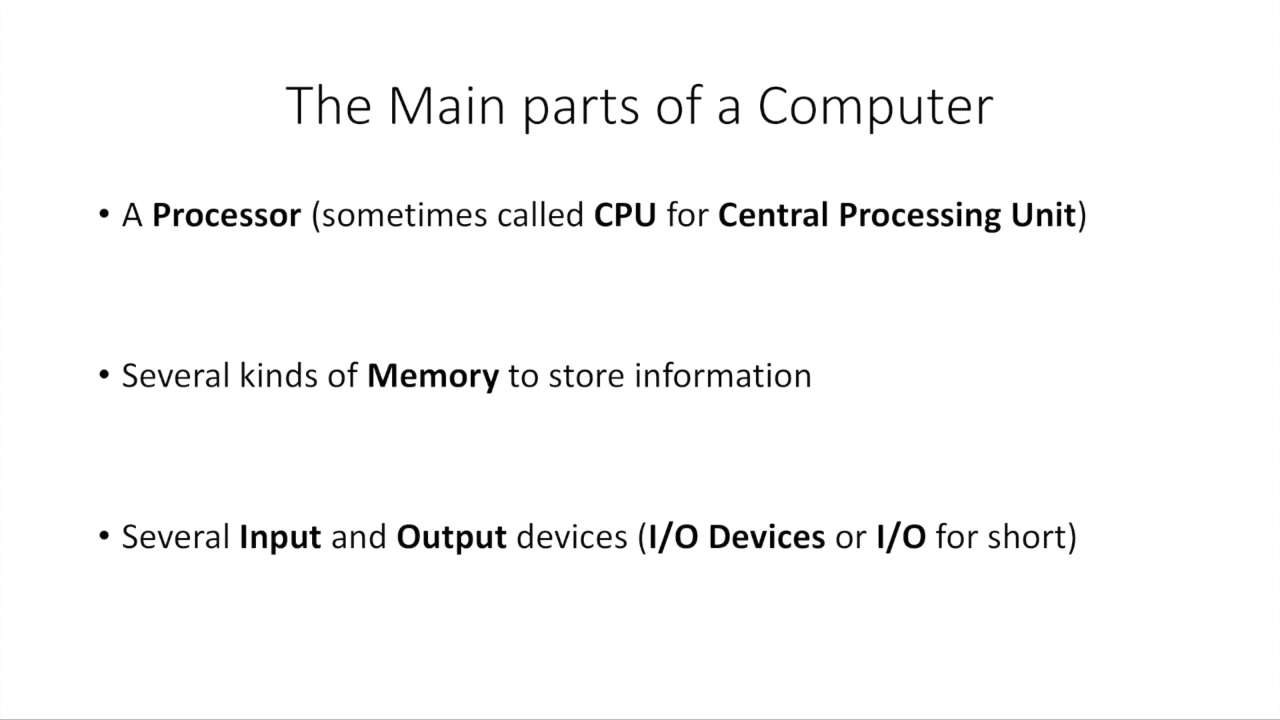 The Main parts of a Computer
• A Processor (sometimes called CPU for Central Processing Unit)
• Several kinds of Memory to store information
• Several Input and Output devices (I/O Devices or I/O for short)